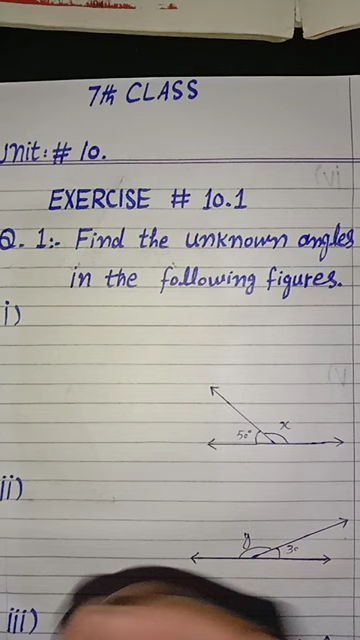 7th CLASS
Unit: # 10.
EXERCISE # 10.1
Q. 1:- Find the unknown angles
in the following figures.
i)
50° x
ii)
y 30
iii)